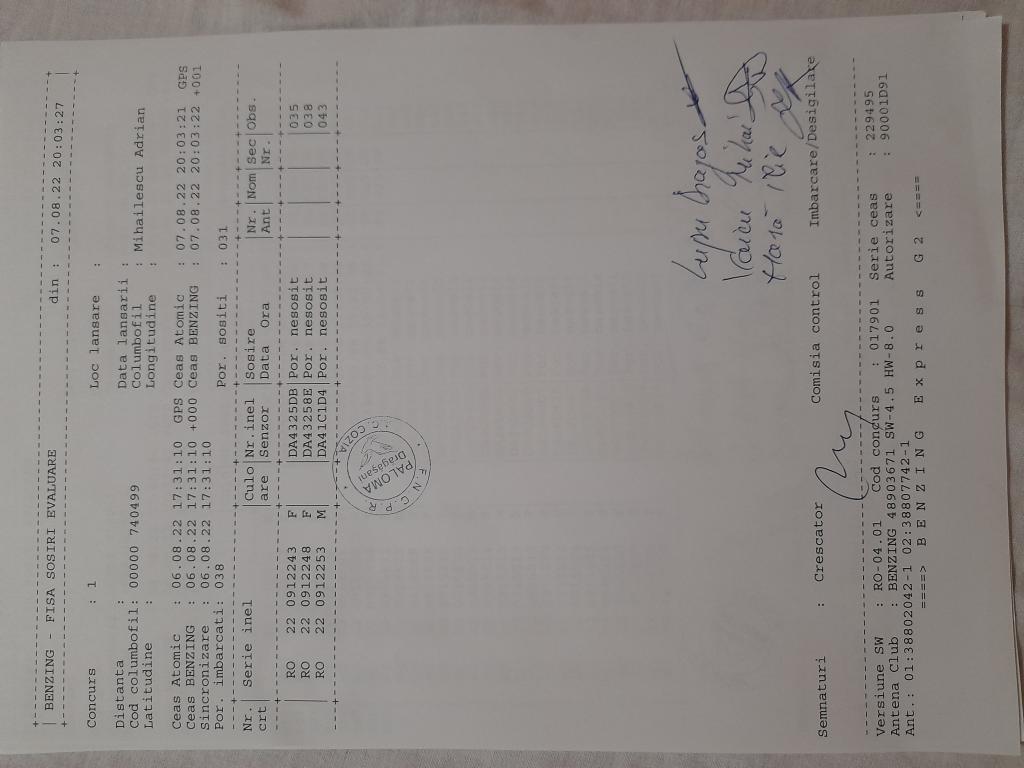 BENZING - FISA SOSIRI EVALUARE din : 07.08.22 20:03:27
Concurs : 1 Loc lansare :
Distanta : Data lansarii :
Cod columbofil: 00000 740499 Columbofil : Mihailescu Adrian
Latitudine : Longitudine :
Ceas Atomic : 06.08.22 17:31:10 GPS Ceas Atomic : 07.08.22 20:03:21 GPS
Ceas BENZING : 06.08.22 17:31:10 +000 Ceas BENZING : 07.08.22 20:03:22 +001
Sincronizare : 06.08.22 17:31:10
Por. imbarcati: 038 Por. sositi : 031
Nr.| Serie inel |Culo|Nr.inel |Sosire |Nr. |Nom|Sec|Obs.
crt| |are |Senzor |Data Ora |Ant | |Nr.|
| RO 22 0912243 F | |DA4325DB|Por. nesosit | | |035
| RO 22 0912248 F | |DA43258E|Por. nesosit | | |038
| RO 22 0912253 M | |DA41C1D4|Por. nesosit | | |043
F.N.C.P.R. I.C. COZIA
PALOMA
Drăgășani
Lupu Dragos
Mihai
Ilie
Semnaturi : Crescator Comisia control Imbarcare/Desigilare
Versiune SW : RO-04.01 Cod concurs : 017901 Serie ceas : 229495
Antena Club : BENZING 48903671 SW-4.5 HW-8.0 Autorizare : 90001D91
Ant.: 01:38802042-1 02:38807742-1
====> B E N Z I N G E x p r e s s G 2 <====